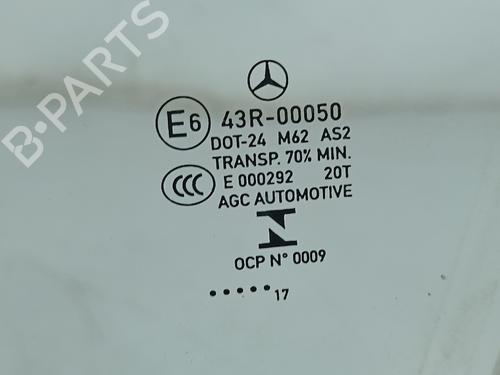 B-PARTS
E6 43R-00050
DOT-24 M62 AS2
TRANSP. 70% MIN.
CCC E 000292 20T
AGC AUTOMOTIVE
N
OCP N° 0009
••••• 17